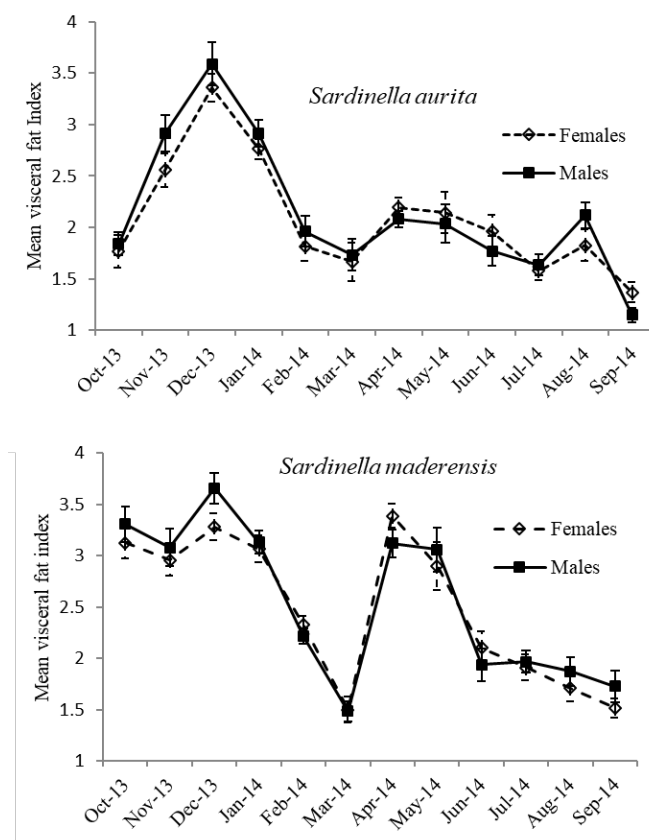 4
3.5
3
2.5
2
1.5
1
Mean visceral fat Index
Sardinella aurita
Females
Males
Oct-13
Nov-13
Dec-13
Jan-14
Feb-14
Mar-14
Apr-14
May-14
Jun-14
Jul-14
Aug-14
Sep-14
4
3.5
3
2.5
2
1.5
1
Mean visceral fat index
Sardinella maderensis
Females
Males
Oct-13
Nov-13
Dec-13
Jan-14
Feb-14
Mar-14
Apr-14
May-14
Jun-14
Jul-14
Aug-14
Sep-14